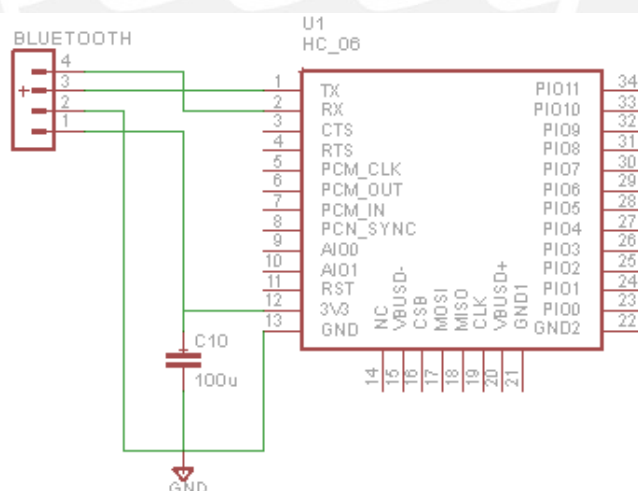 U1
HC_06
BLUETOOTH
4
3
2
1
+
1 TX
2 RX
3 CTS
4 RTS
5 PCM_CLK
6 PCM_OUT
7 PCM_IN
8 PCN_SYNC
9 AIO0
10 AIO1
11 RST
12 3V3
13 GND
PIO11 34
PIO10 33
PIO9 32
PIO8 31
PIO7 30
PIO6 29
PIO5 28
PIO4 27
PIO3 26
PIO2 25
PIO1 24
PIO0 23
GND2 22
NC 14
VBUSD- 15
CSB 16
MOSI 17
MISO 18
CLK 19
VBUSD+ 20
GND1 21
C10
+
100u
GND